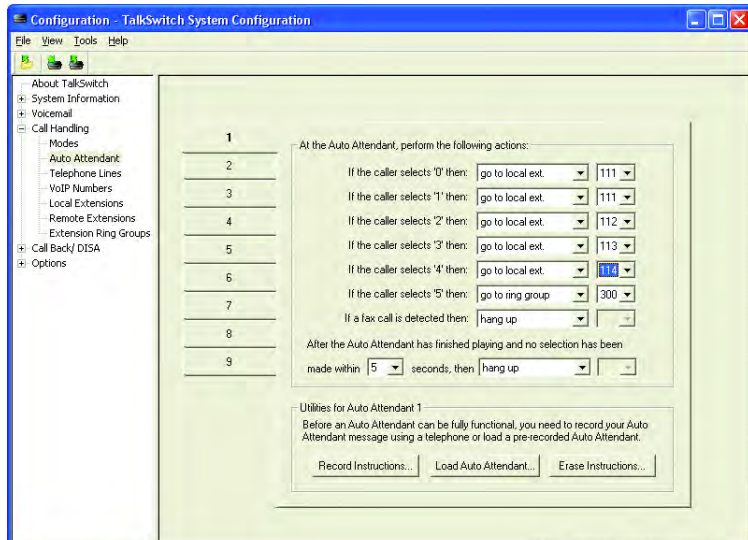 Configuration - TalkSwitch System Configuration
File View Tools Help
About TalkSwitch
System Information
Voicemail
Call Handling
Modes
Auto Attendant
Telephone Lines
VoIP Numbers
Local Extensions
Remote Extensions
Extension Ring Groups
Call Back/ DISA
Options
1
2
3
4
5
6
7
8
9
At the Auto Attendant, perform the following actions:
If the caller selects '0' then: go to local ext. 111
If the caller selects '1' then: go to local ext. 111
If the caller selects '2' then: go to local ext. 112
If the caller selects '3' then: go to local ext. 113
If the caller selects '4' then: go to local ext. 114
If the caller selects '5' then: go to ring group 300
If a fax call is detected then: hang up
After the Auto Attendant has finished playing and no selection has been
made within 5 seconds, then hang up
Utilities for Auto Attendant 1
Before an Auto Attendant can be fully functional, you need to record your Auto
Attendant message using a telephone or load a pre-recorded Auto Attendant.
Record Instructions... Load Auto Attendant... Erase Instructions...